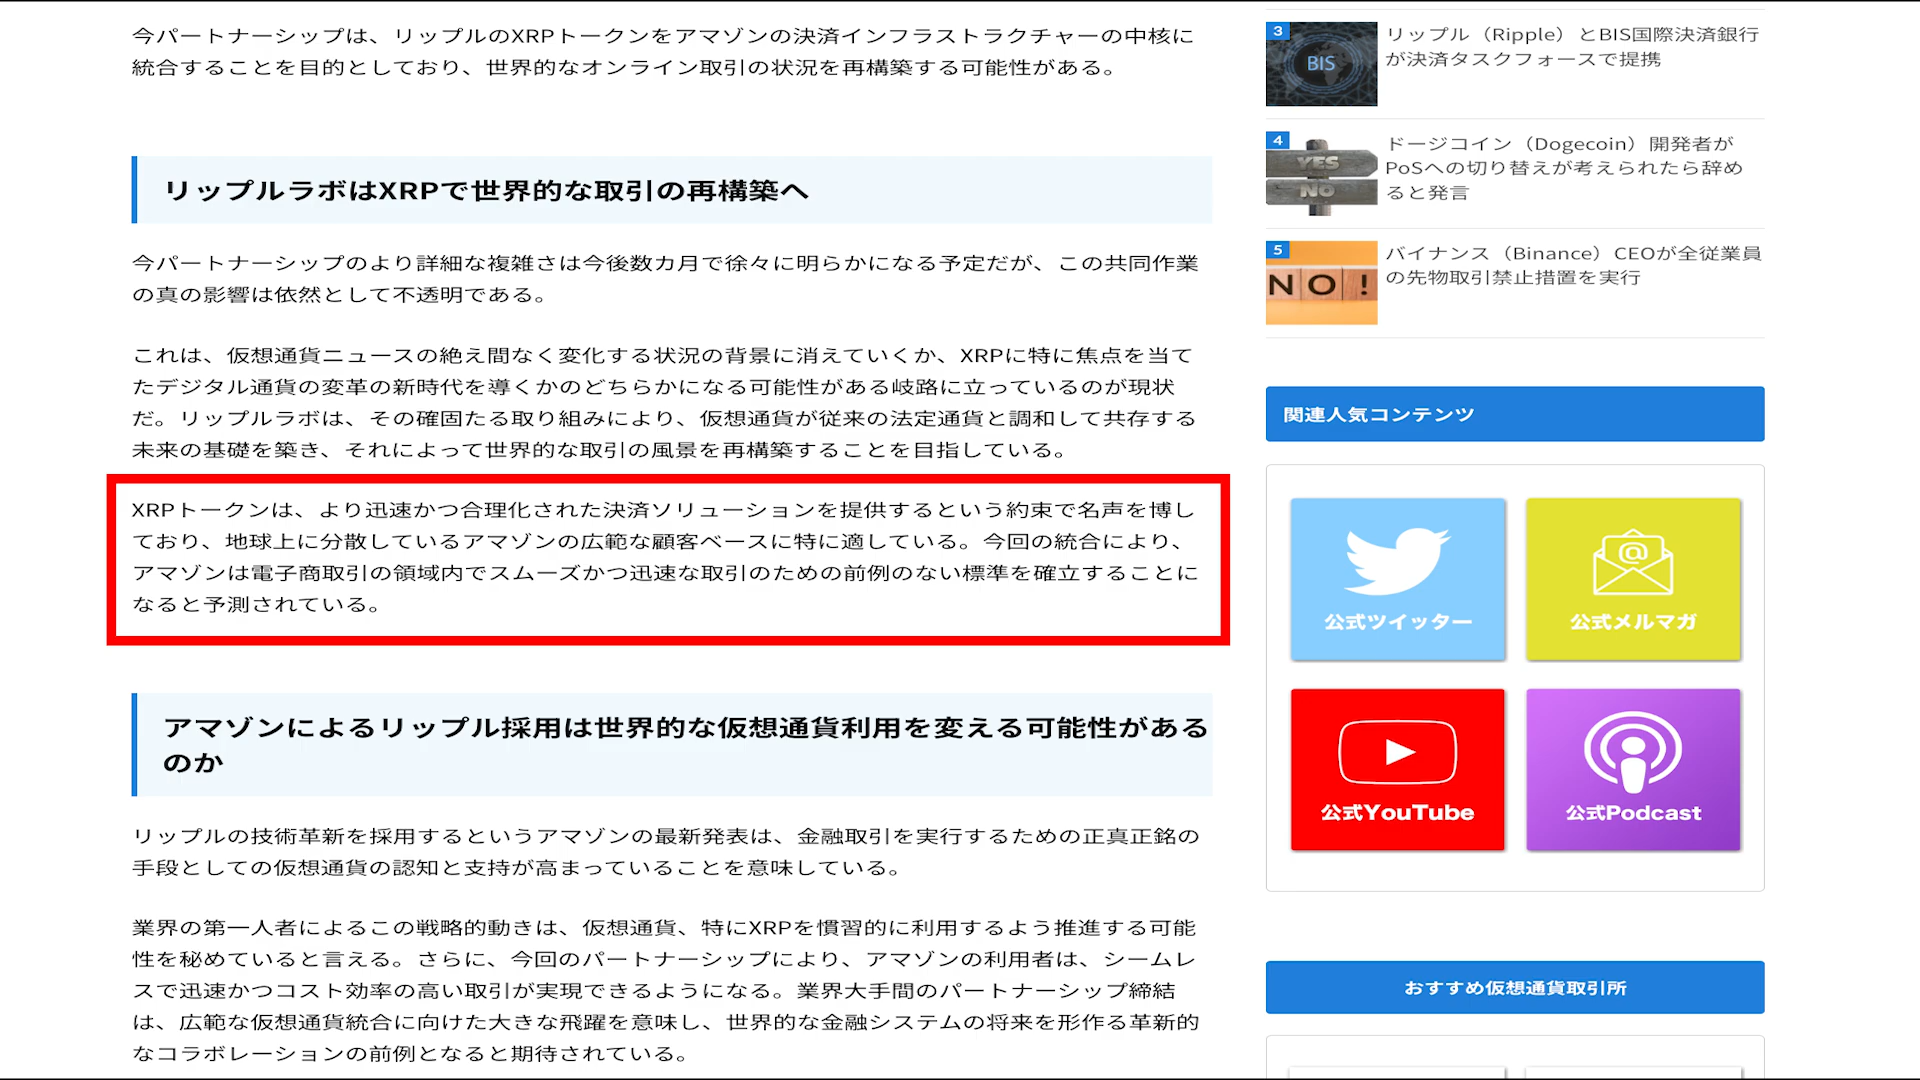 今パートナーシップは、リップルのXRPトークンをアマゾンの決済インフラストラクチャーの中核に
統合することを目的としており、世界的なオンライン取引の状況を再構築する可能性がある。
リップルラボはXRPで世界的な取引の再構築へ
今パートナーシップのより詳細な複雑さは今後数カ月で徐々に明らかになる予定だが、この共同作業
の真の影響は依然として不透明である。
これは、仮想通貨ニュースの絶え間なく変化する状況の背景に消えていくか、XRPに特に焦点を当て
たデジタル通貨の変革の新時代を導くかのどちらかになる可能性がある岐路に立っているのが現状
だ。リップルラボは、その確固たる取り組みにより、仮想通貨が従来の法定通貨と調和して共存する
未来の基礎を築き、それによって世界的な取引の風景を再構築することを目指している。
XRPトークンは、より迅速かつ合理化された決済ソリューションを提供するという約束で名声を博し
ており、地球上に分散しているアマゾンの広範な顧客ベースに特に適している。今回の統合により、
アマゾンは電子商取引の領域内でスムーズかつ迅速な取引のための前例のない標準を確立することに
なると予測されている。
アマゾンによるリップル採用は世界的な仮想通貨利用を変える可能性がある
のか
リップルの技術革新を採用するというアマゾンの最新発表は、金融取引を実行するための正真正銘の
手段としての仮想通貨の認知と支持が高まっていることを意味している。
業界の第一人者によるこの戦略的動きは、仮想通貨、特にXRPを慣習的に利用するよう推進する可能
性を秘めていると言える。さらに、今回のパートナーシップにより、アマゾンの利用者は、シームレ
スで迅速かつコスト効率の高い取引が実現できるようになる。業界大手間のパートナーシップ締結
は、広範な仮想通貨統合に向けた大きな飛躍を意味し、世界的な金融システムの将来を形作る革新的
なコラボレーションの前例となると期待されている。
3
BIS
リップル（Ripple）とBIS国際決済銀行
が決済タスクフォースで提携
4
YES
NO
ドージコイン（Dogecoin）開発者が
PoSへの切り替えが考えられたら辞め
ると発言
5
NO!
バイナンス（Binance）CEOが全従業員
の先物取引禁止措置を実行
関連人気コンテンツ
公式ツイッター
公式メルマガ
公式YouTube
公式Podcast
おすすめ仮想通貨取引所